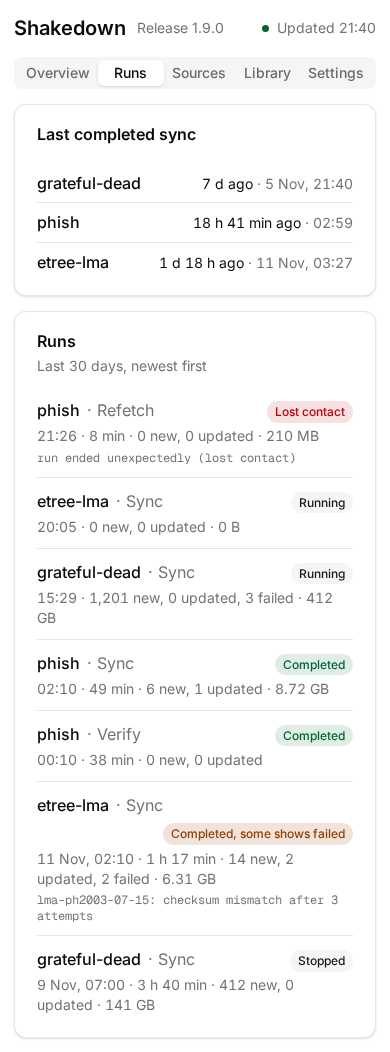 Shakedown Release 1.9.0 Updated 21:40
Overview Runs Sources Library Settings
Last completed sync
grateful-dead 7 d ago · 5 Nov, 21:40
phish 18 h 41 min ago · 02:59
etree-lma 1 d 18 h ago · 11 Nov, 03:27
Runs
Last 30 days, newest first
phish · Refetch Lost contact
21:26 · 8 min · 0 new, 0 updated · 210 MB
run ended unexpectedly (lost contact)
etree-lma · Sync Running
20:05 · 0 new, 0 updated · 0 B
grateful-dead · Sync Running
15:29 · 1,201 new, 0 updated, 3 failed · 412
GB
phish · Sync Completed
02:10 · 49 min · 6 new, 1 updated · 8.72 GB
phish · Verify Completed
00:10 · 38 min · 0 new, 0 updated
etree-lma · Sync
Completed, some shows failed
11 Nov, 02:10 · 1 h 17 min · 14 new, 2
updated, 2 failed · 6.31 GB
lma-ph2003-07-15: checksum mismatch after 3
attempts
grateful-dead · Sync Stopped
9 Nov, 07:00 · 3 h 40 min · 412 new, 0
updated · 141 GB